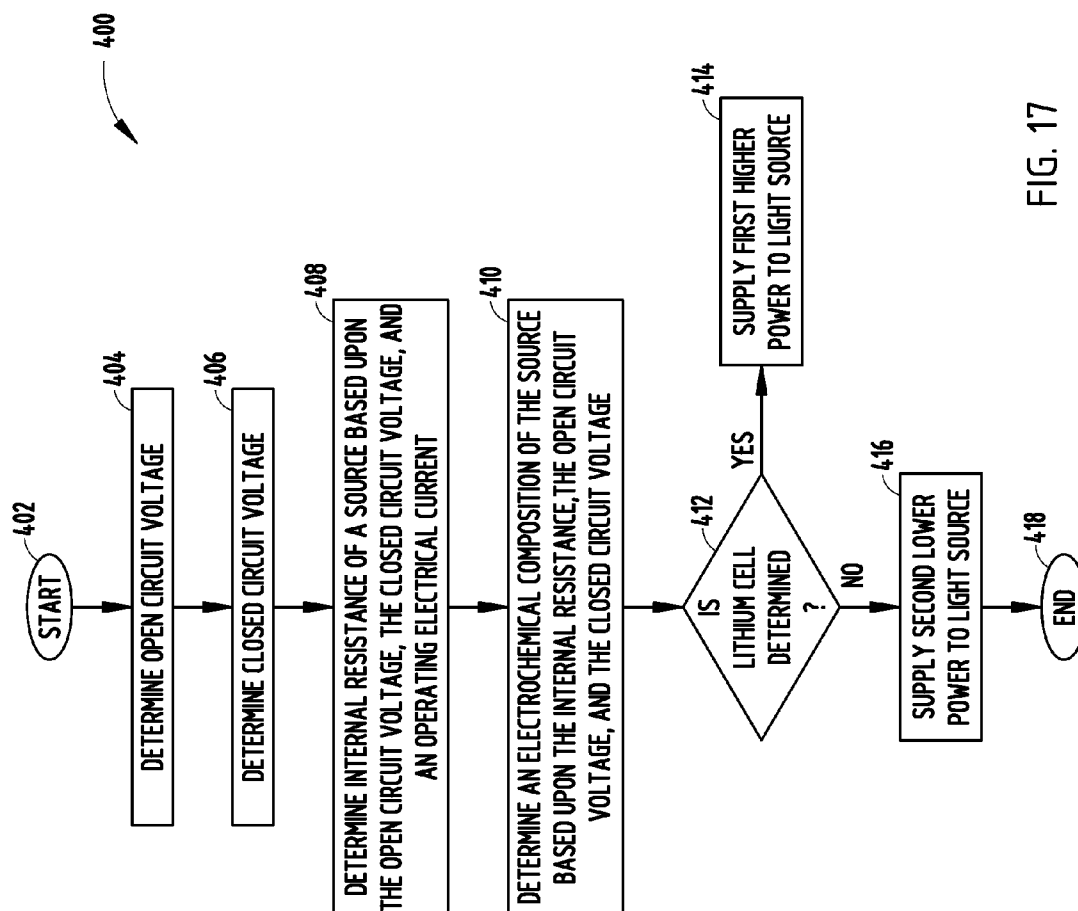 400
402
START
404
DETERMINE OPEN CIRCUIT VOLTAGE
406
DETERMINE CLOSED CIRCUIT VOLTAGE
408
DETERMINE INTERNAL RESISTANCE OF A SOURCE BASED UPON
THE OPEN CIRCUIT VOLTAGE, THE CLOSED CIRCUIT VOLTAGE, AND
AN OPERATING ELECTRICAL CURRENT
410
DETERMINE AN ELECTROCHEMICAL COMPOSITION OF THE SOURCE
BASED UPON THE INTERNAL RESISTANCE,THE OPEN CIRCUIT
VOLTAGE, AND THE CLOSED CIRCUIT VOLTAGE
412
IS
LITHIUM CELL
DETERMINED
?
YES
414
SUPPLY FIRST HIGHER
POWER TO LIGHT SOURCE
NO
416
SUPPLY SECOND LOWER
POWER TO LIGHT SOURCE
418
END
FIG. 17